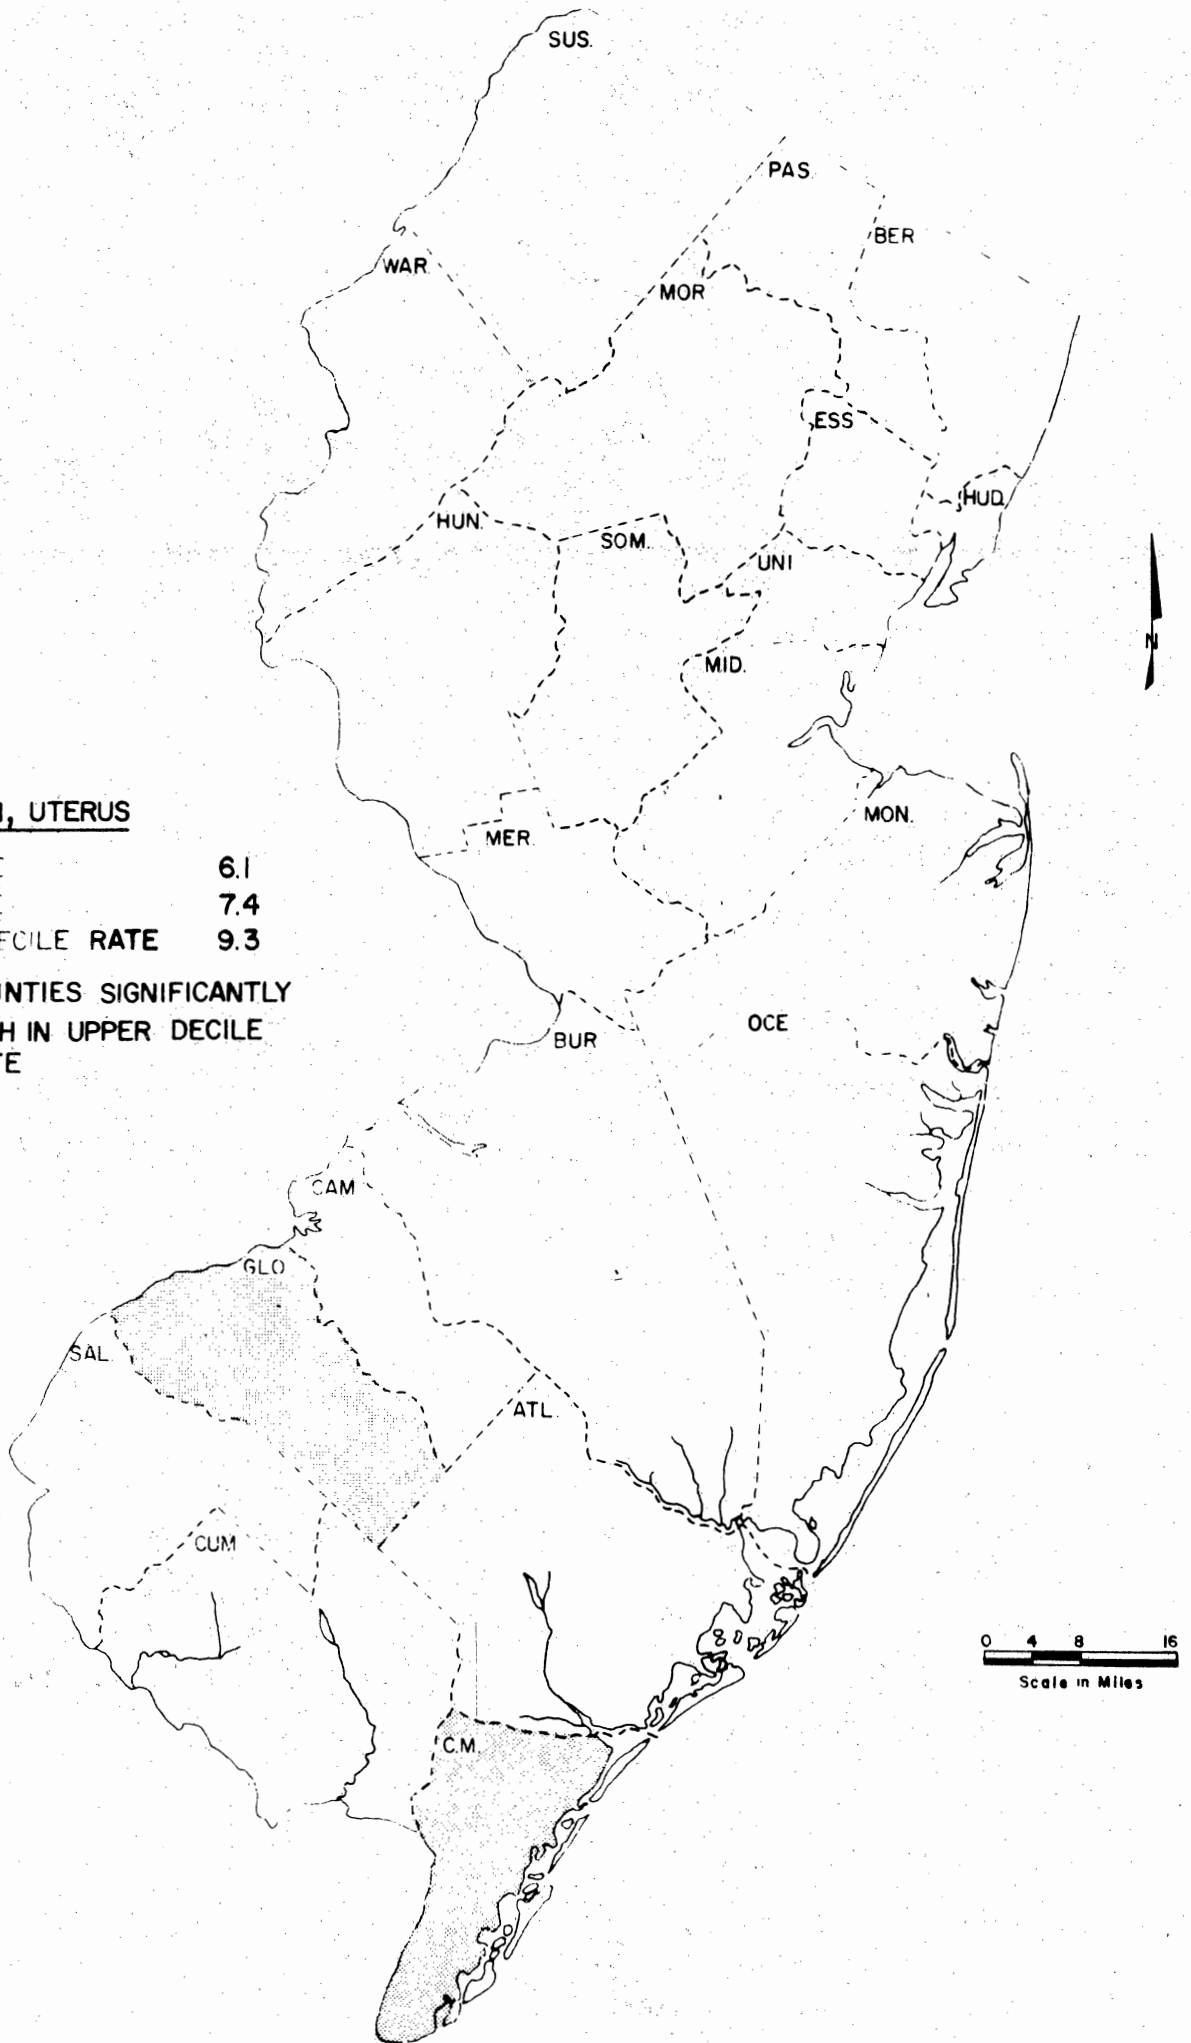 SUS.
PAS.
BER
WAR.
MOR
ESS
HUD.
HUN.
SOM.
UNI
N
MID.
, UTERUS
MON.
MER.
6.1
7.4
RATE 9.3
SIGNIFICANTLY
IN UPPER DECILE
OCE
BUR
CAM
GLO
SAL.
ATL.
CUM
0 4 8 16
Scale in Miles
C.M.